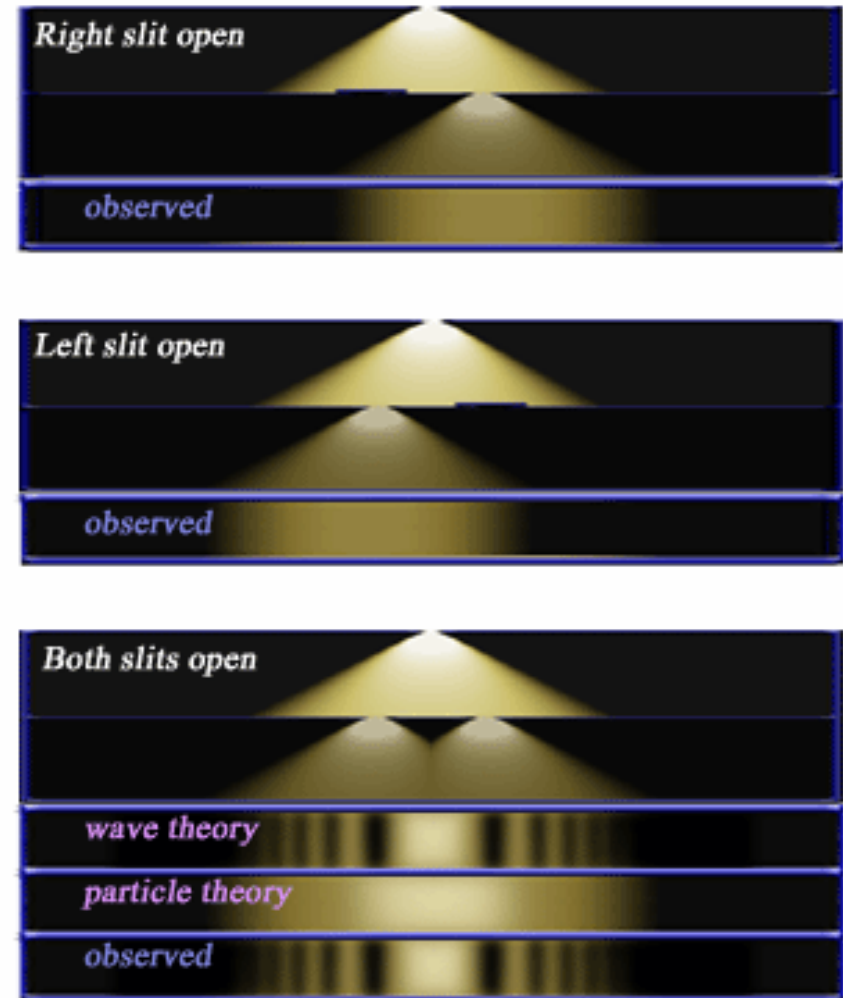 Right slit open
observed
Left slit open
observed
Both slits open
wave theory
particle theory
observed